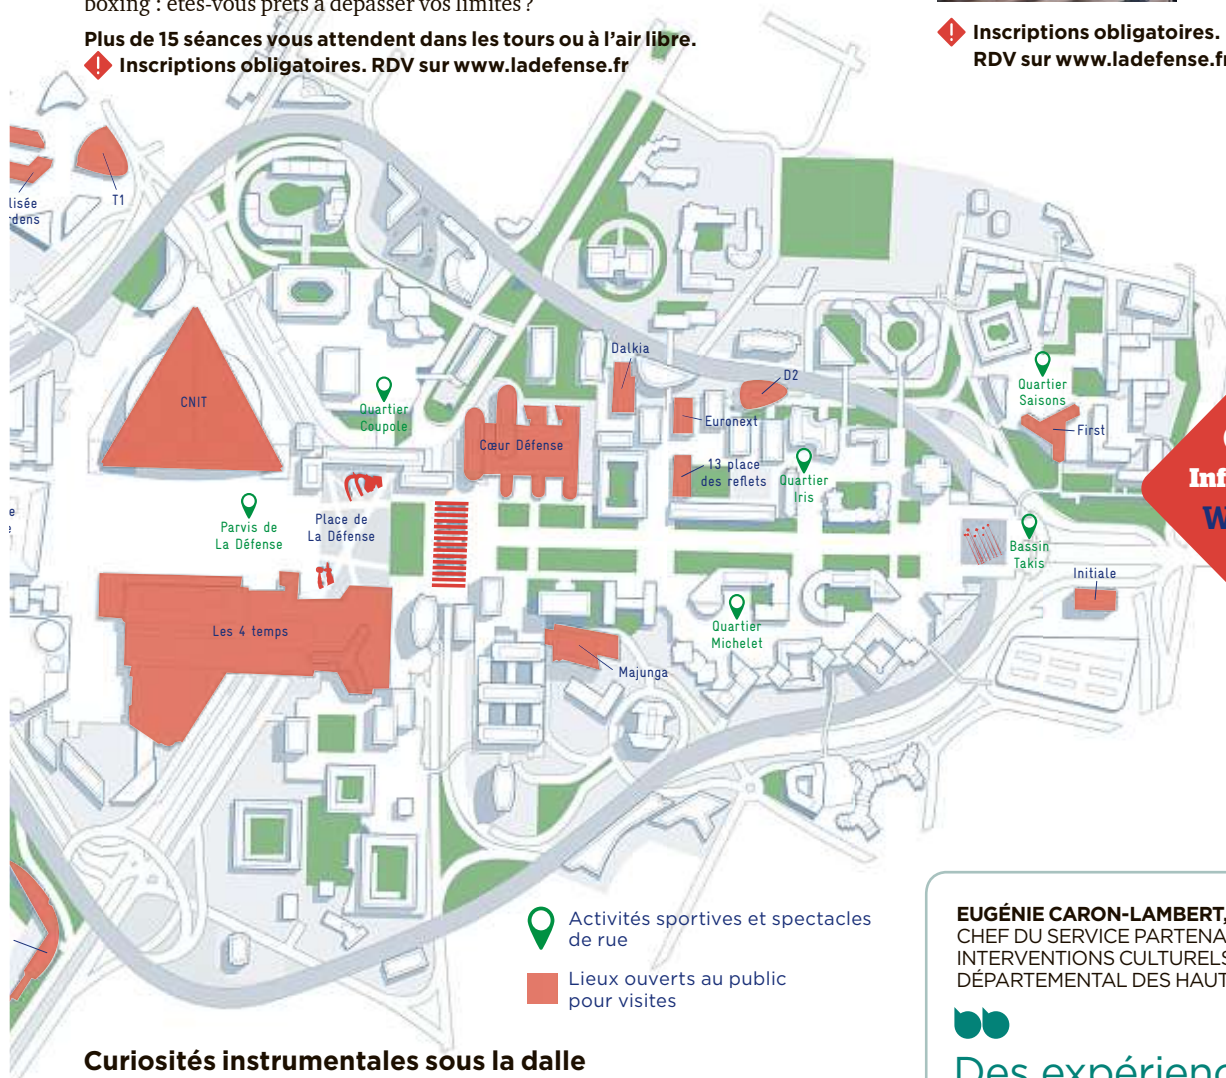 boxing : êtes-vous prêts à dépasser vos limites ?
Plus de 15 séances vous attendent dans les tours ou à l'air libre.
Inscriptions obligatoires. RDV sur www.ladefense.fr
Inscriptions obligatoires.
RDV sur www.ladefense.fr
T1
CNIT
Quartier
Coupole
Cœur Défense
Dalkia
D2
Euronext
13 place
des reflets
Quartier
Iris
Quartier
Saisons
First
Parvis de
La Défense
Place de
La Défense
Bassin
Takis
Initiale
Les 4 temps
Quartier
Michelet
Majunga
Activités sportives et spectacles
de rue
Lieux ouverts au public
pour visites
Curiosités instrumentales sous la dalle
EUGÉNIE CARON-LAMBERT,
CHEF DU SERVICE
INTERVENTIONS CULTURELS
DÉPARTEMENTAL DES
Des